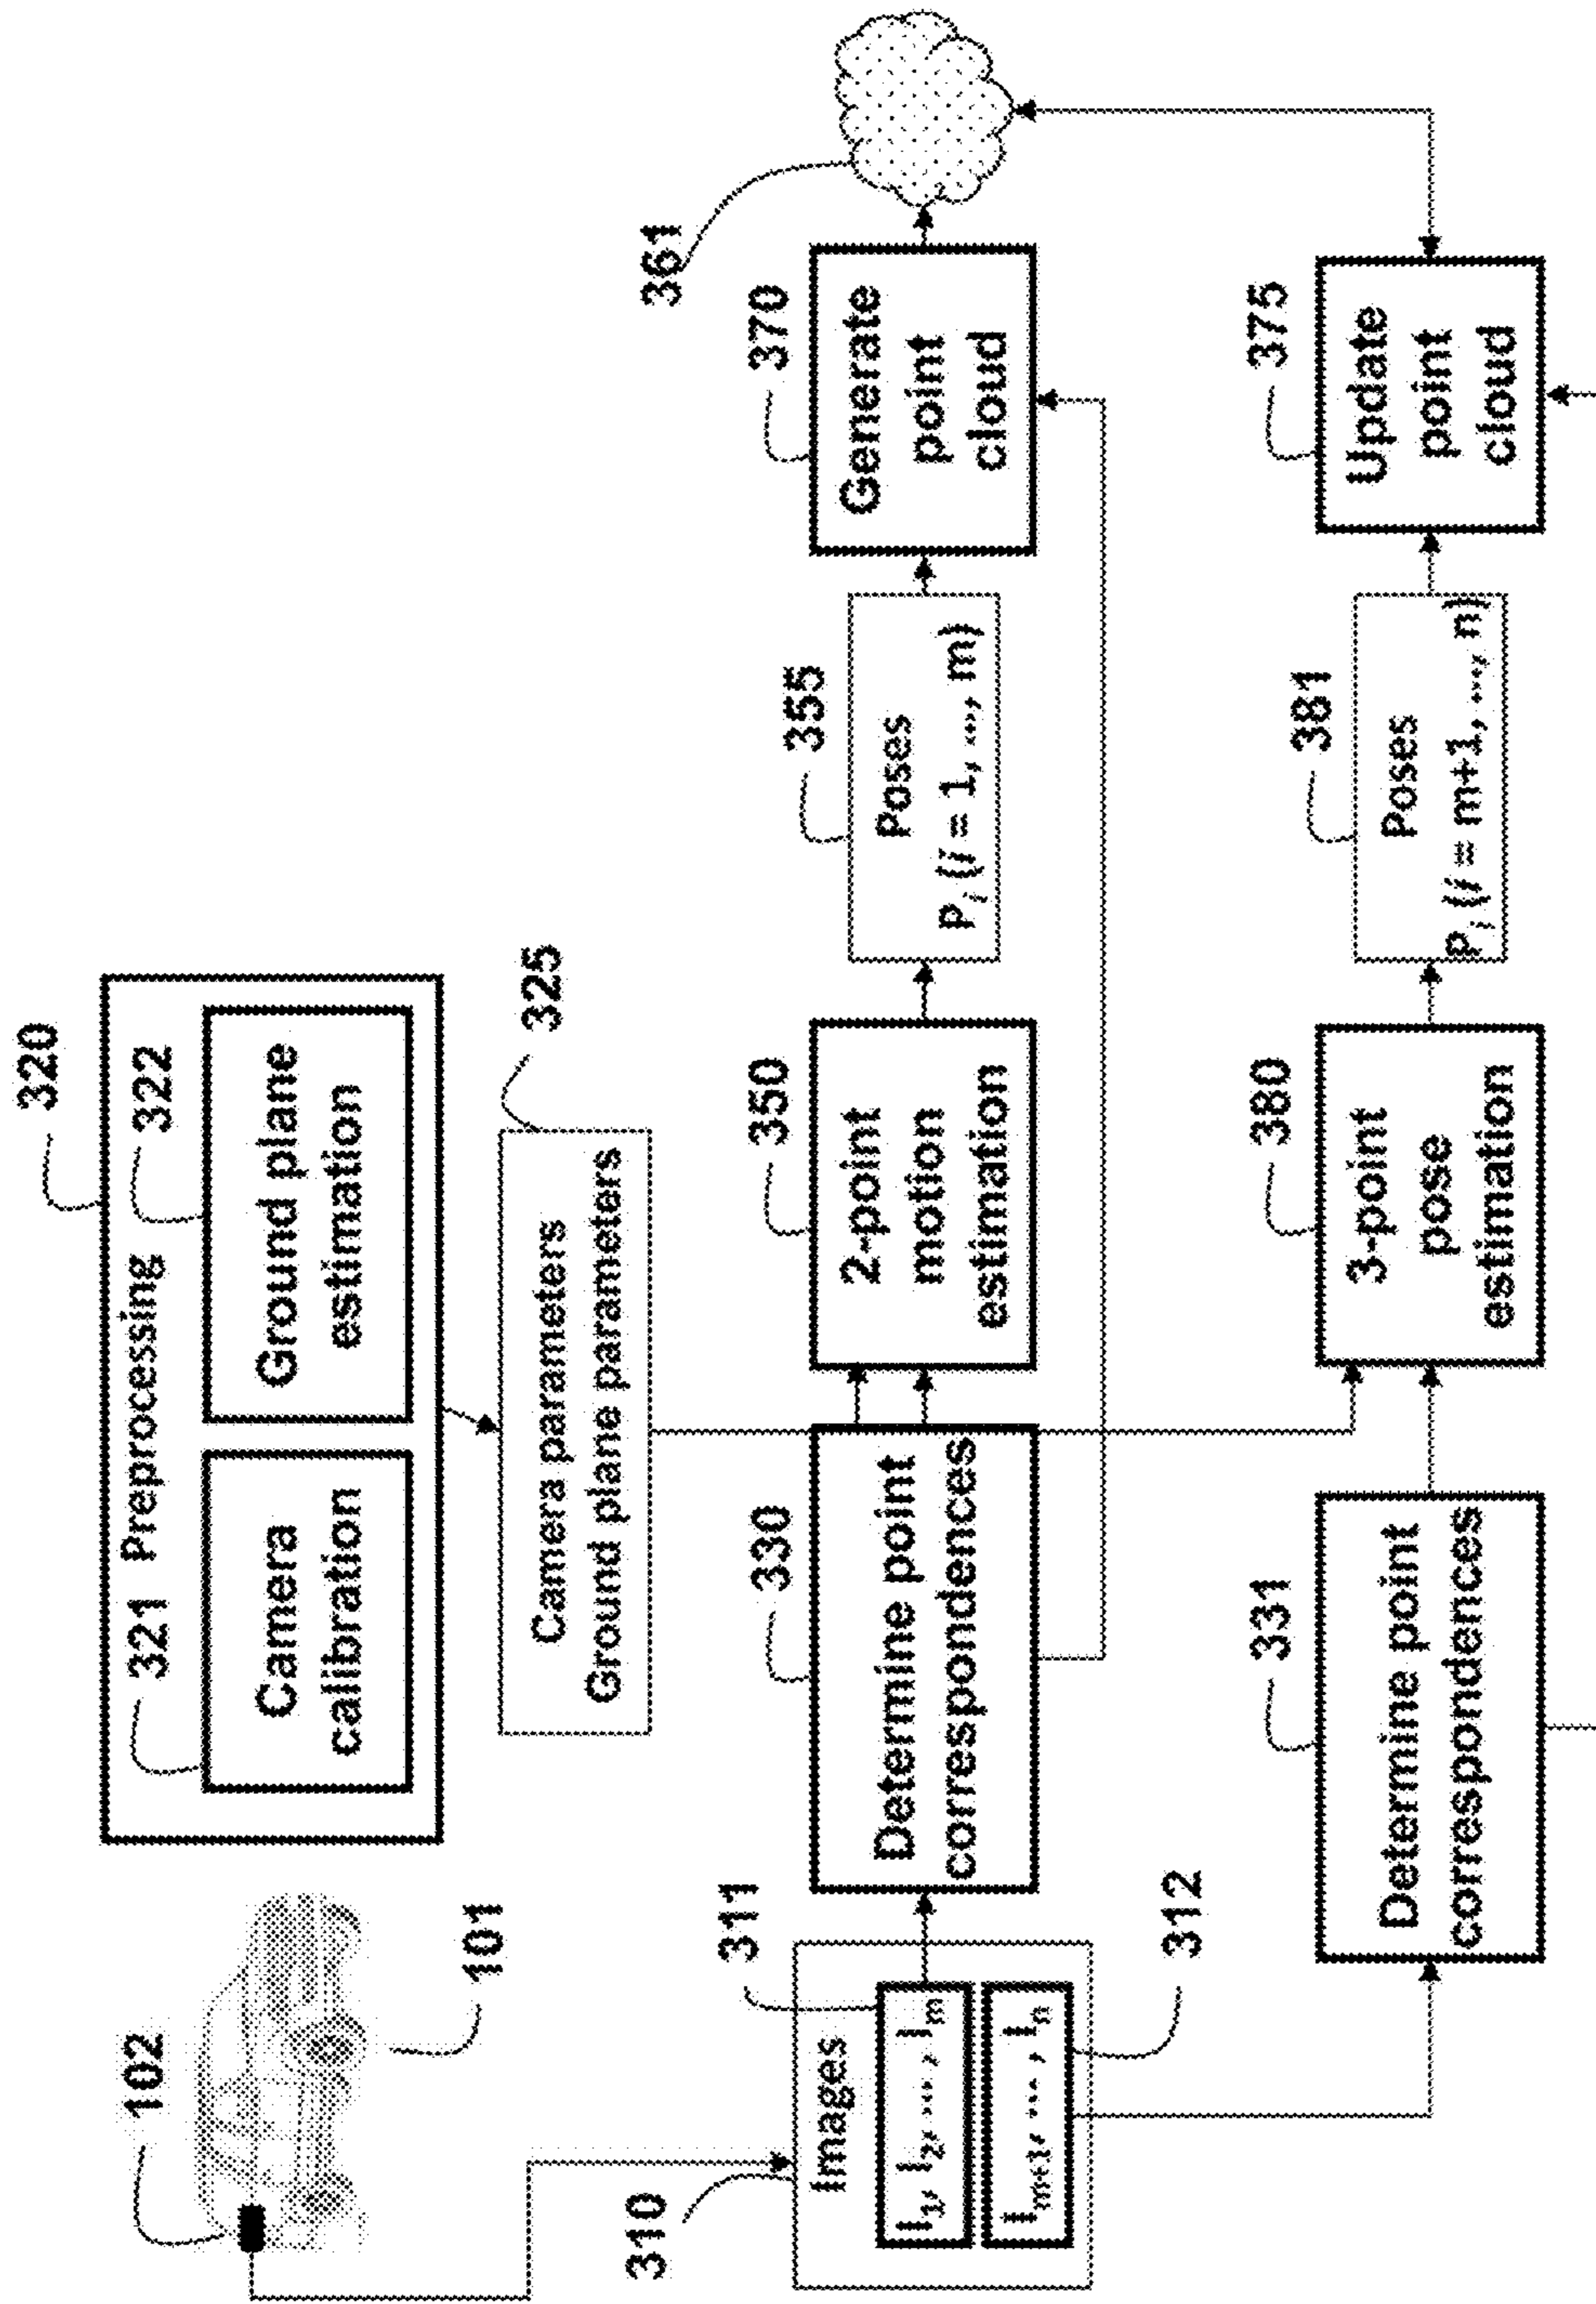 320
321 Preprocessing 322
Camera
calibration
Ground plane
estimation
102
101
325
Camera parameters
Ground plane parameters
310
Images
311
I1, I2, ..., Im
Im+1, ..., In
312
330
Determine point
correspondences
350
2-point
motion
estimation
355
Poses
Pi (i = 1, ..., m)
370
Generate
point
cloud
361
331
Determine point
correspondences
380
3-point
pose
estimation
381
Poses
Pi (i = m+1, ..., n)
375
Update
point
cloud